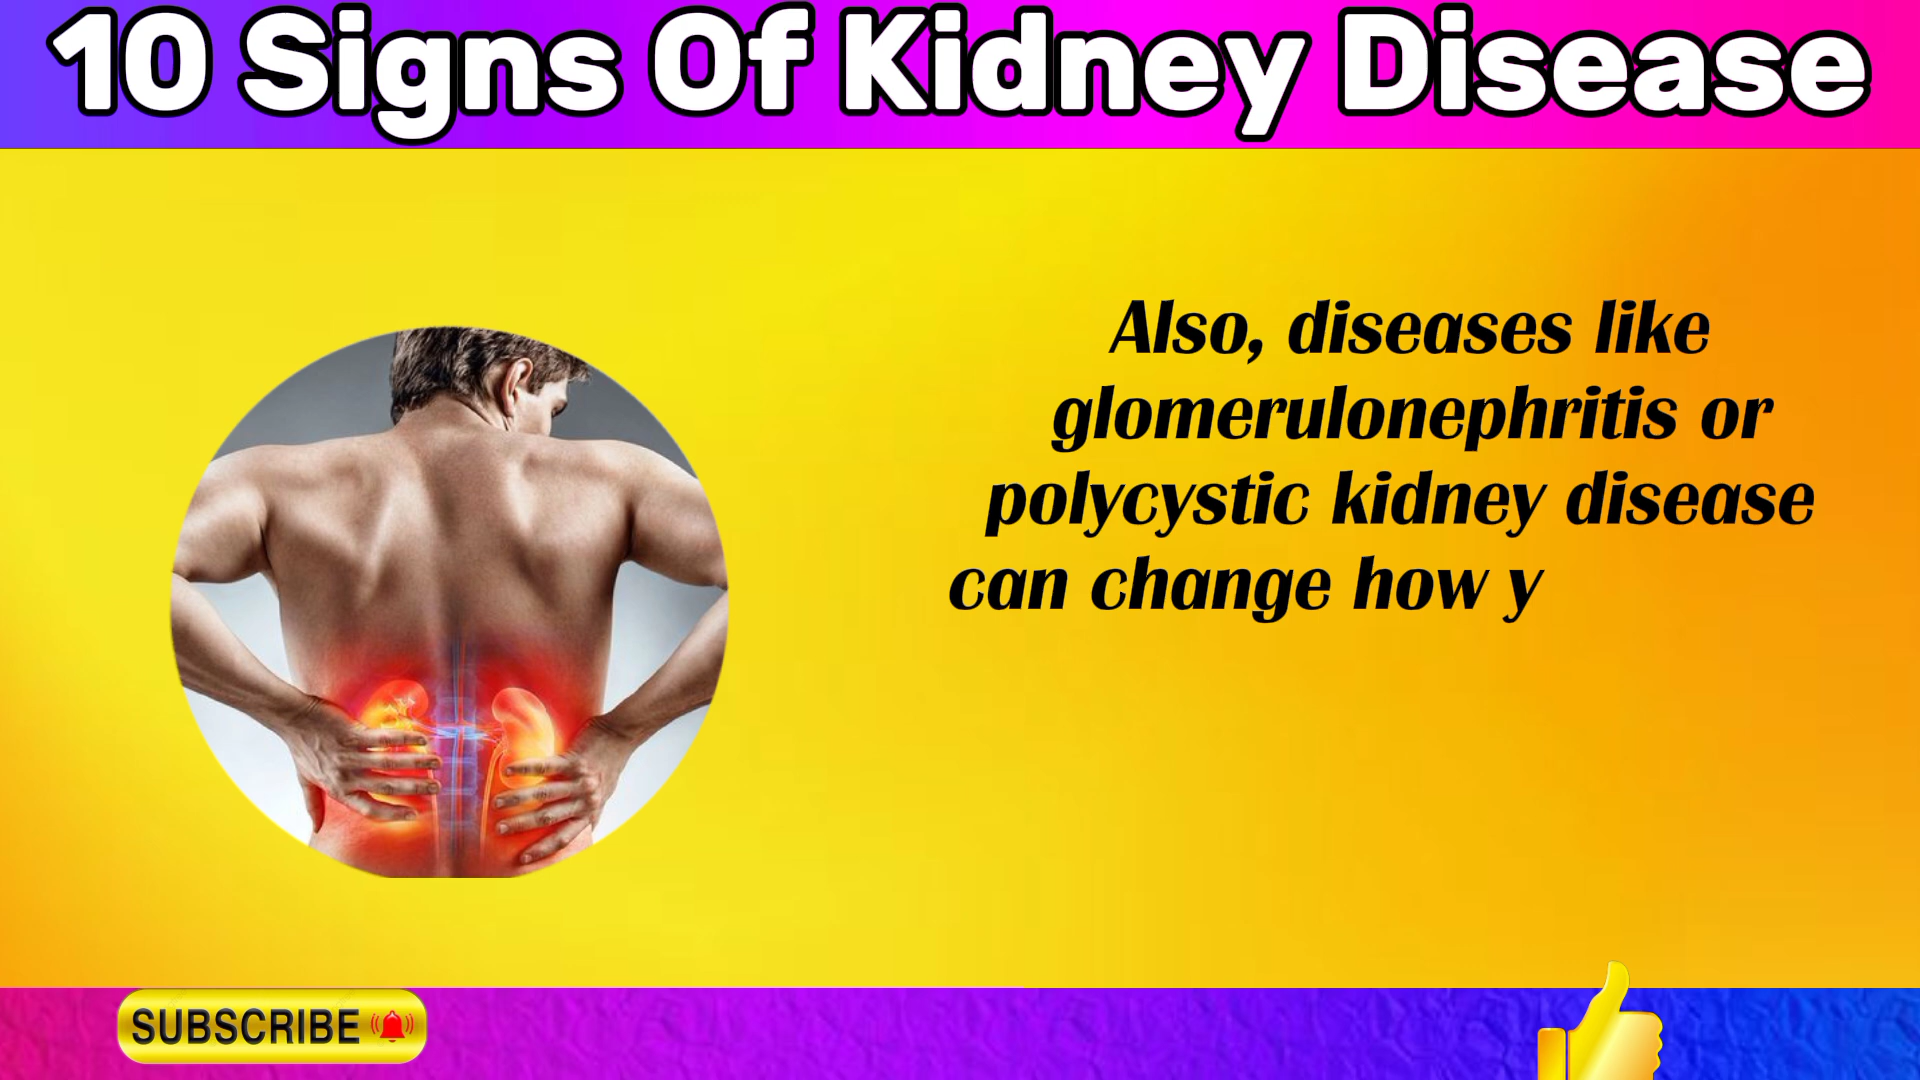 10 Signs Of Kidney Disease
Also, diseases like
glomerulonephritis or
polycystic kidney disease
can change how y
SUBSCRIBE